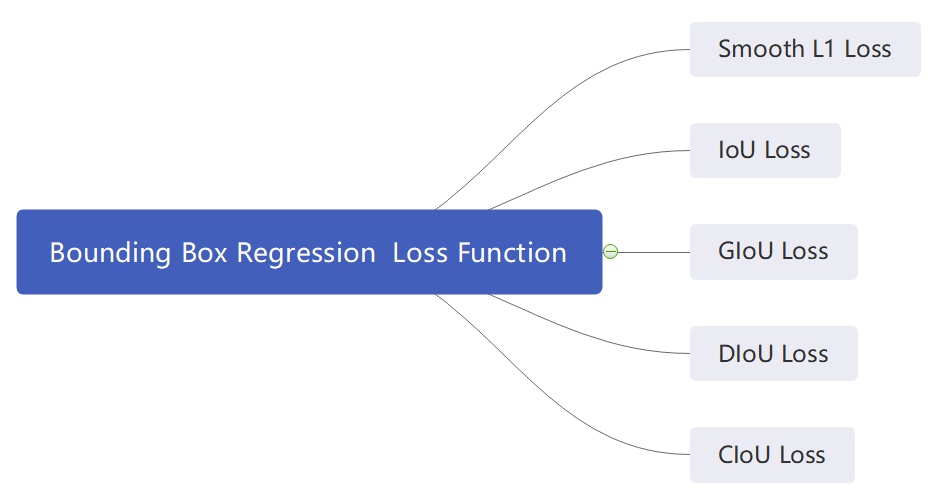 Smooth L1 Loss
IoU Loss
Bounding Box Regression  Loss Function
GIoU Loss
DIoU Loss
CIoU Loss